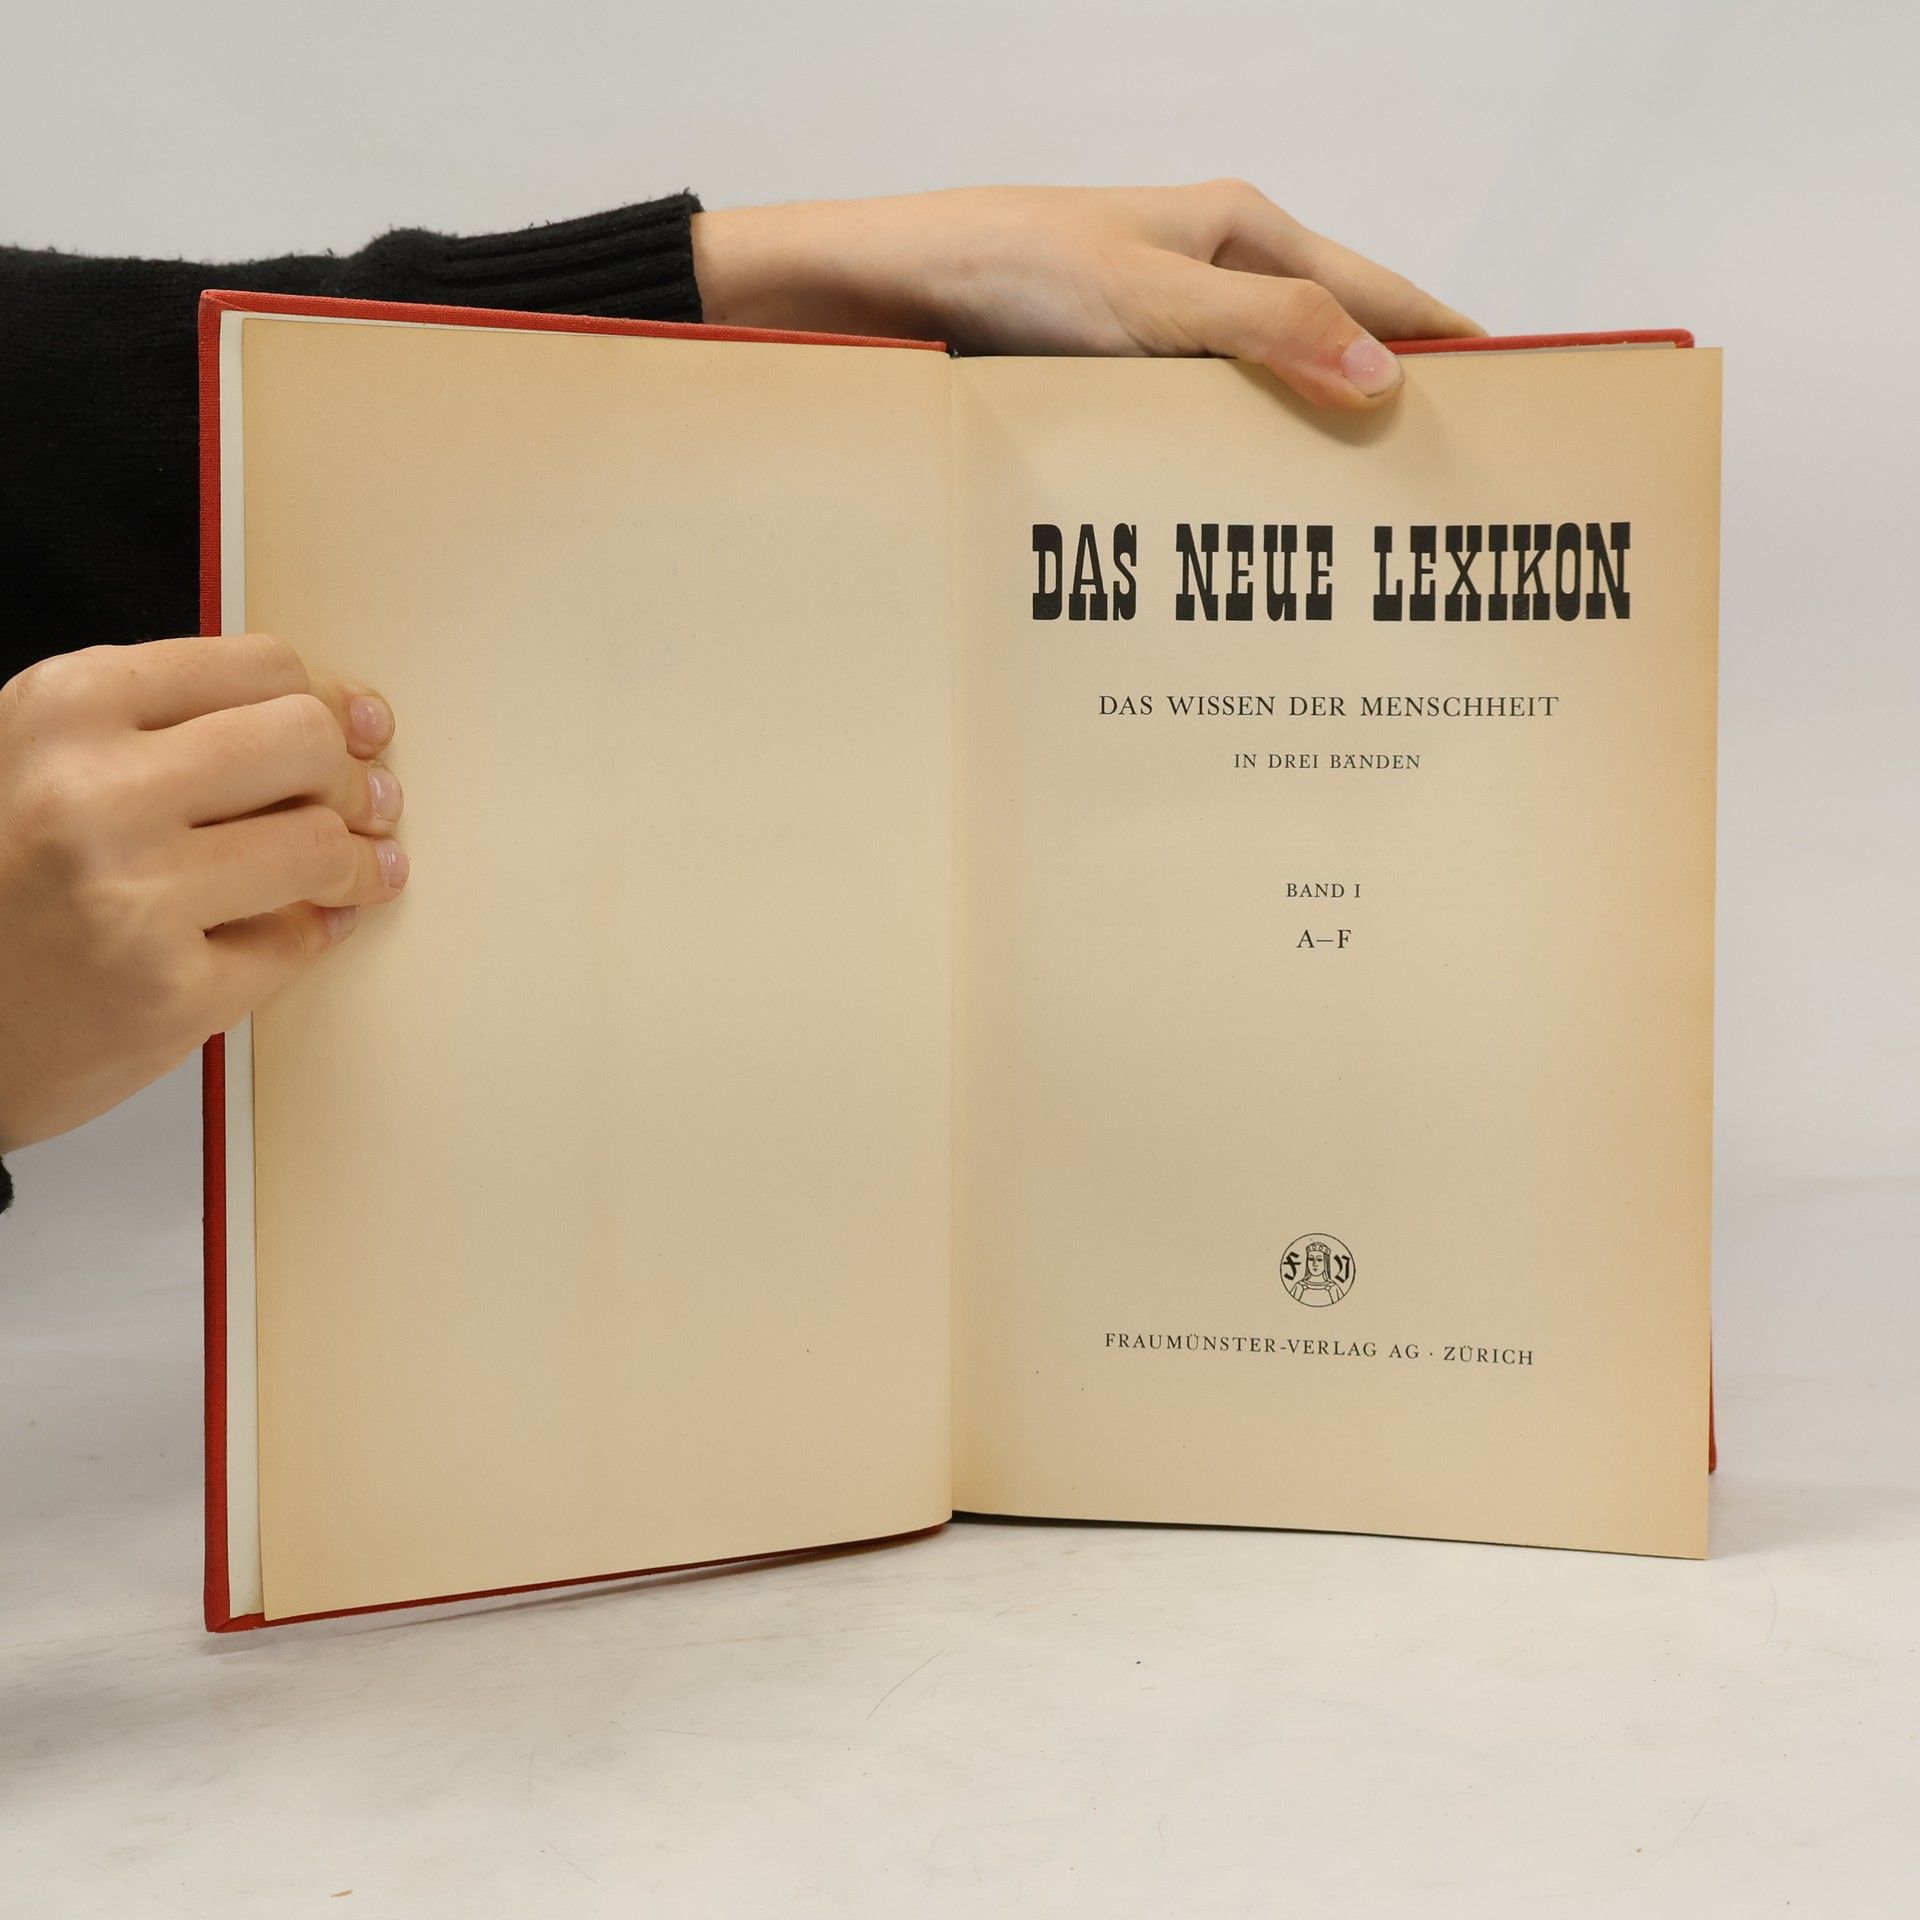 DAS NEUE LEXIKON
DAS WISSEN DER MENSCHHEIT
IN DREI BÄNDEN
BAND I
A–F
F V
FRAUMÜNSTER-VERLAG AG · ZÜRICH